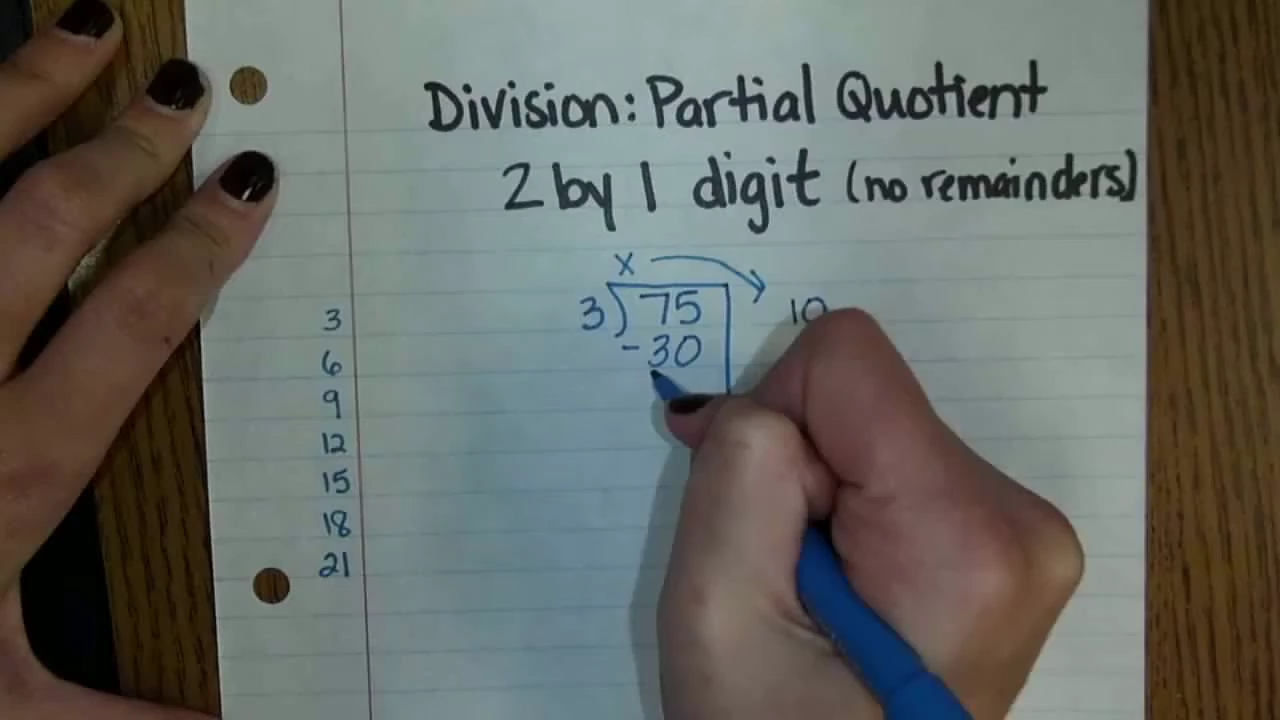 Division: Partial Quotient
2 by 1 digit (no remainders)
x
3) 75 10
-30
3
6
9
12
15
18
21